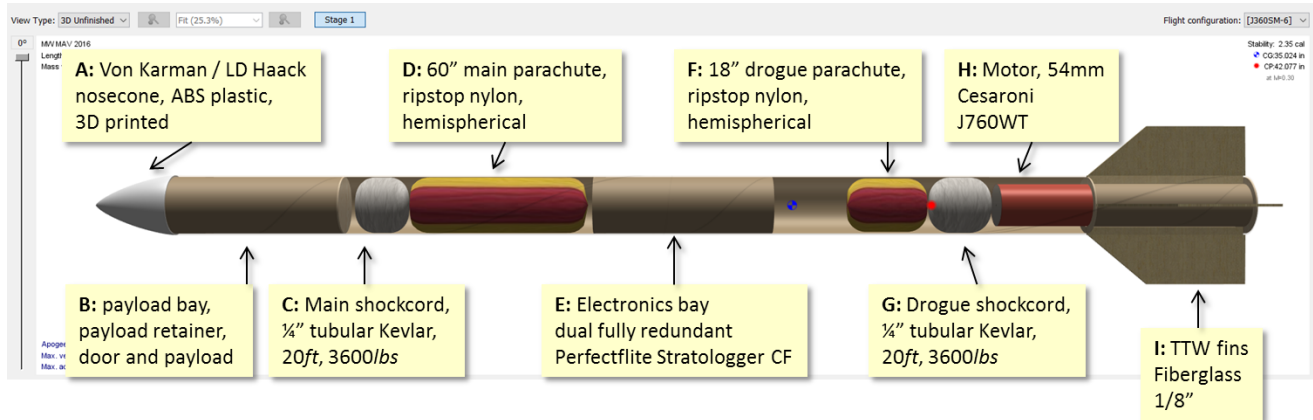 View Type: 3D Unfinished Fit (25.3%) Stage 1 Flight configuration: [J360SM-6]
0°
MW MAV 2016
Length
Mass
Stability: 2.35 cal
CG:35.024 in
CP:42.077 in
at M=0.30
A: Von Karman / LD Haack
nosecone, ABS plastic,
3D printed
D: 60” main parachute,
ripstop nylon,
hemispherical
F: 18” drogue parachute,
ripstop nylon,
hemispherical
H: Motor, 54mm
Cesaroni
J760WT
B: payload bay,
payload retainer,
door and payload
C: Main shockcord,
¼” tubular Kevlar,
20ft, 3600lbs
E: Electronics bay
dual fully redundant
Perfectflite Stratologger CF
G: Drogue shockcord,
¼” tubular Kevlar,
20ft, 3600lbs
I: TTW fins
Fiberglass
1/8”
Apogee
Max. ve
Max. ac